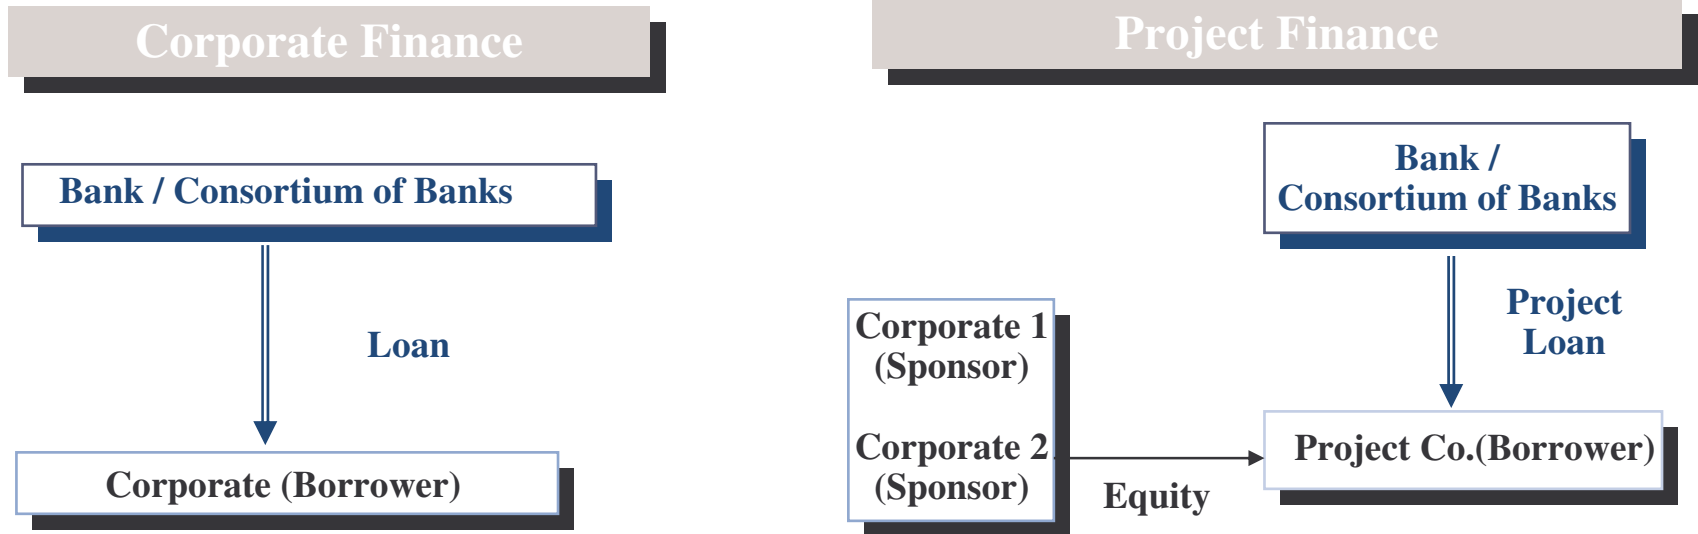 Corporate Finance
Bank / Consortium of Banks
Loan
Corporate (Borrower)
Project Finance
Bank /
Consortium of Banks
Project
Loan
Corporate 1
(Sponsor)
Corporate 2
(Sponsor)
Equity
Project Co.(Borrower)